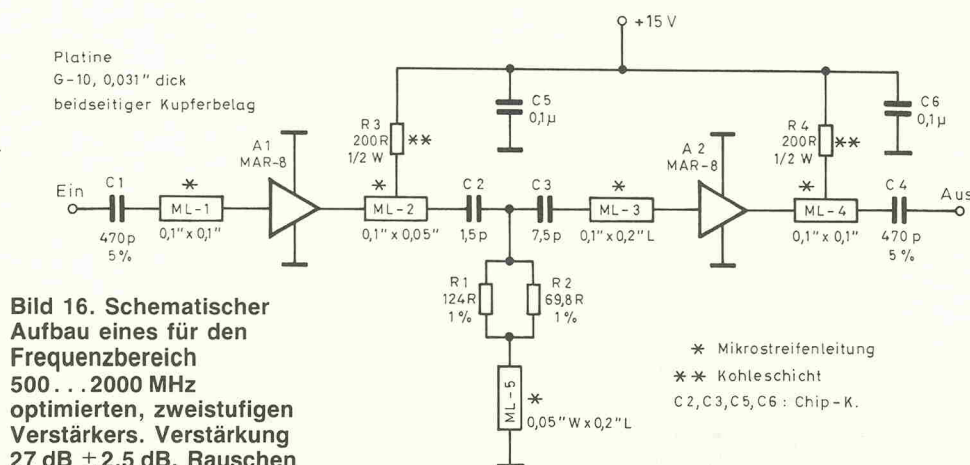 +15 V
Platine
G-10, 0,031" dick
beidseitiger Kupferbelag
C5
0,1µ
C6
0,1µ
R3
200R
1/2 W
**
R4
200R
1/2 W
**
A1
MAR-8
A2
MAR-8
Ein
C1
470p
5%
*
ML-1
0,1" x 0,1"
*
ML-2
0,1" x 0,05"
C2
1,5p
C3
7,5p
*
ML-3
0,1" x 0,2" L
*
ML-4
0,1" x 0,1"
C4
470p
5%
Aus
R1
124R
1%
R2
69,8R
1%
ML-5
*
0,05" W x 0,2" L
* Mikrostreifenleitung
** Kohleschicht
C2, C3, C5, C6 : Chip-K.
Bild 16. Schematischer
Aufbau eines für den
Frequenzbereich
500...2000 MHz
optimierten, zweistufigen
Verstärkers. Verstärkung
27 dB ± 2,5 dB, Rauschen